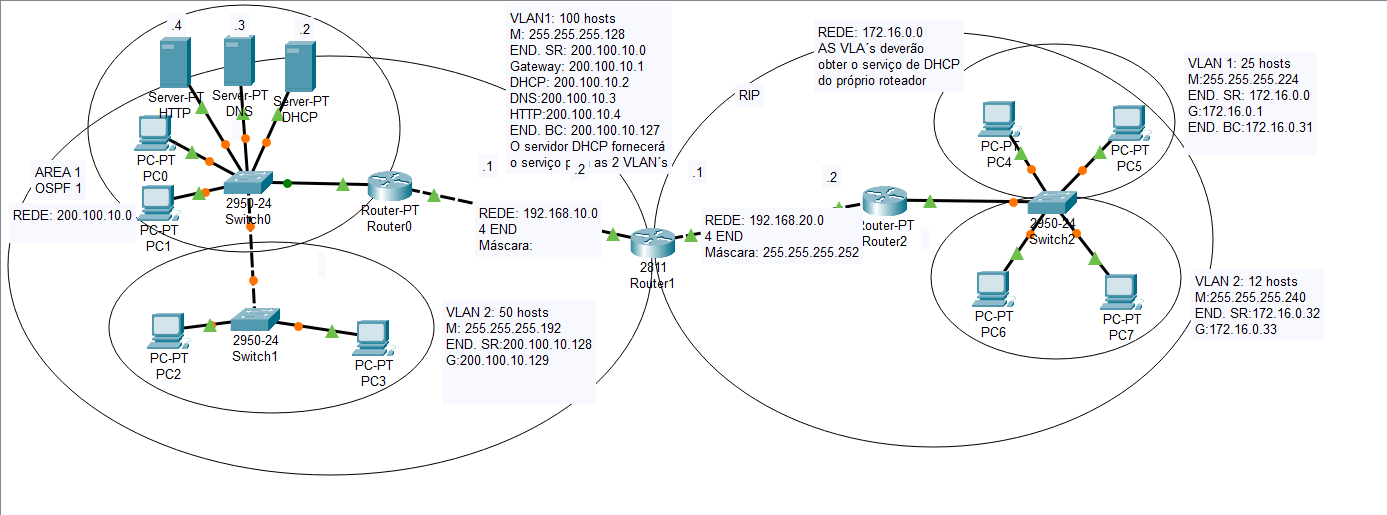 .4
.3
.2
Server-PT
HTTP
Server-PT
DNS
Server-PT
DHCP
PC-PT
PC0
PC-PT
PC1
AREA 1
OSPF 1
REDE: 200.100.10.0
2950-24
Switch0
Router-PT
Router0
VLAN1: 100 hosts
M: 255.255.255.128
END. SR: 200.100.10.0
Gateway: 200.100.10.1
DHCP: 200.100.10.2
DNS:200.100.10.3
HTTP:200.100.10.4
END. BC: 200.100.10.127
O servidor DHCP fornecerá
o serviço as 2 VLAN´s
.1
.2
REDE: 192.168.10.0
4 END
Máscara:
2811
Router1
RIP
.1
.2
REDE: 192.168.20.0
4 END
Máscara: 255.255.255.252
Router-PT
Router2
REDE: 172.16.0.0
AS VLA´s deverão
obter o serviço de DHCP
do próprio roteador
PC-PT
PC4
PC-PT
PC5
VLAN 1: 25 hosts
M:255.255.255.224
END. SR: 172.16.0.0
G:172.16.0.1
END. BC:172.16.0.31
2950-24
Switch2
PC-PT
PC6
PC-PT
PC7
VLAN 2: 12 hosts
M:255.255.255.240
END. SR:172.16.0.32
G:172.16.0.33
2950-24
Switch1
PC-PT
PC2
PC-PT
PC3
VLAN 2: 50 hosts
M: 255.255.255.192
END. SR:200.100.10.128
G:200.100.10.129